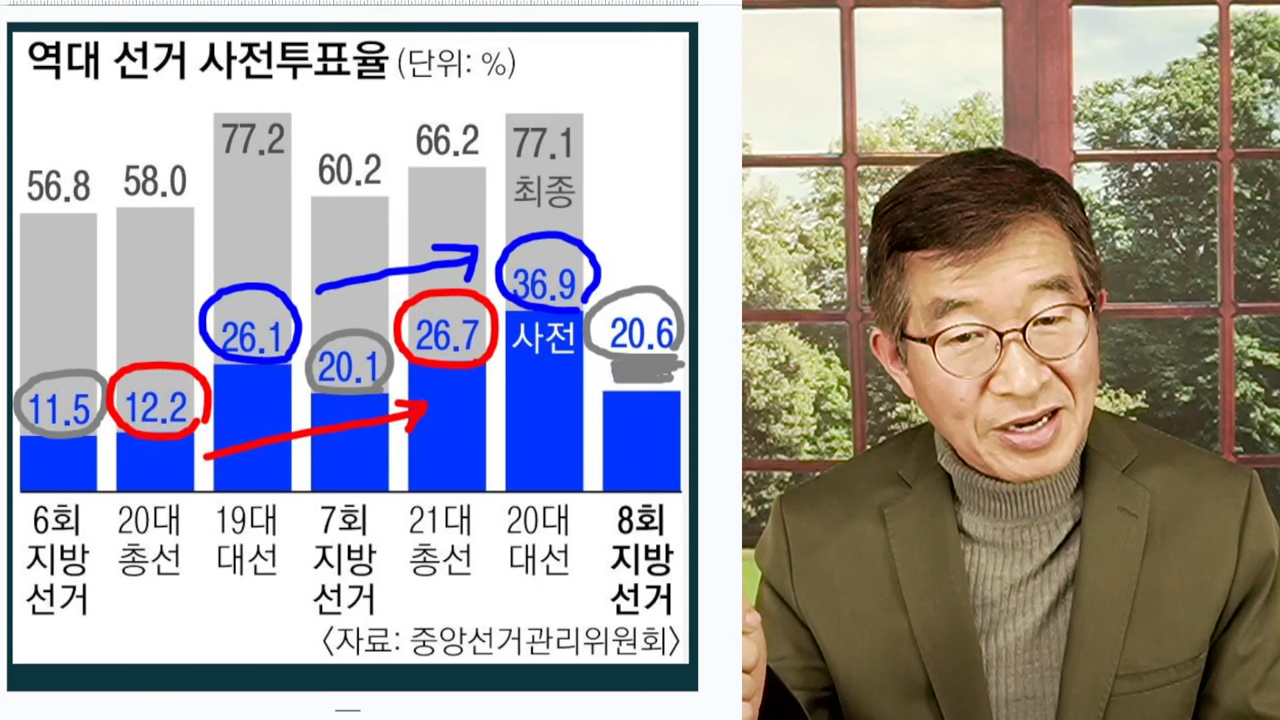 역대 선거 사전투표율 (단위: %)
56.8 58.0 77.2 60.2 66.2 77.1
최종
11.5 12.2 26.1 20.1 26.7 36.9 20.6
사전
6회 20대 19대 7회 21대 20대 8회
지방 총선 대선 지방 총선 대선 지방
선거 선거 선거
〈자료: 중앙선거관리위원회〉